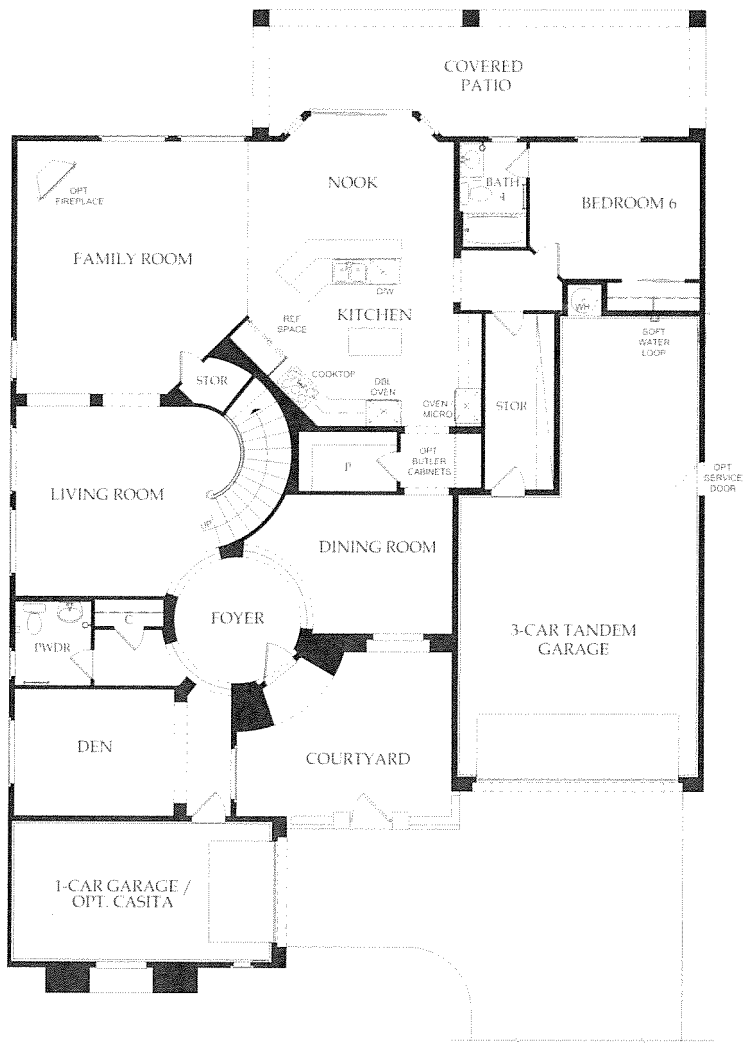 COVERED
PATIO
NOOK
BATH
4
BEDROOM 6
OPT
FIREPLACE
FAMILY ROOM
D/W
REF
SPACE
KITCHEN
WH
SOFT
WATER
LOOP
STOR
COOKTOP
DBL
OVEN
OVEN
MICRO
STOR
OPT
BUTLER
CABINETS
P
OPT
SERVICE
DOOR
LIVING ROOM
UP
DINING ROOM
FOYER
C
PWDR
3-CAR TANDEM
GARAGE
DEN
COURTYARD
1-CAR GARAGE /
OPT. CASITA